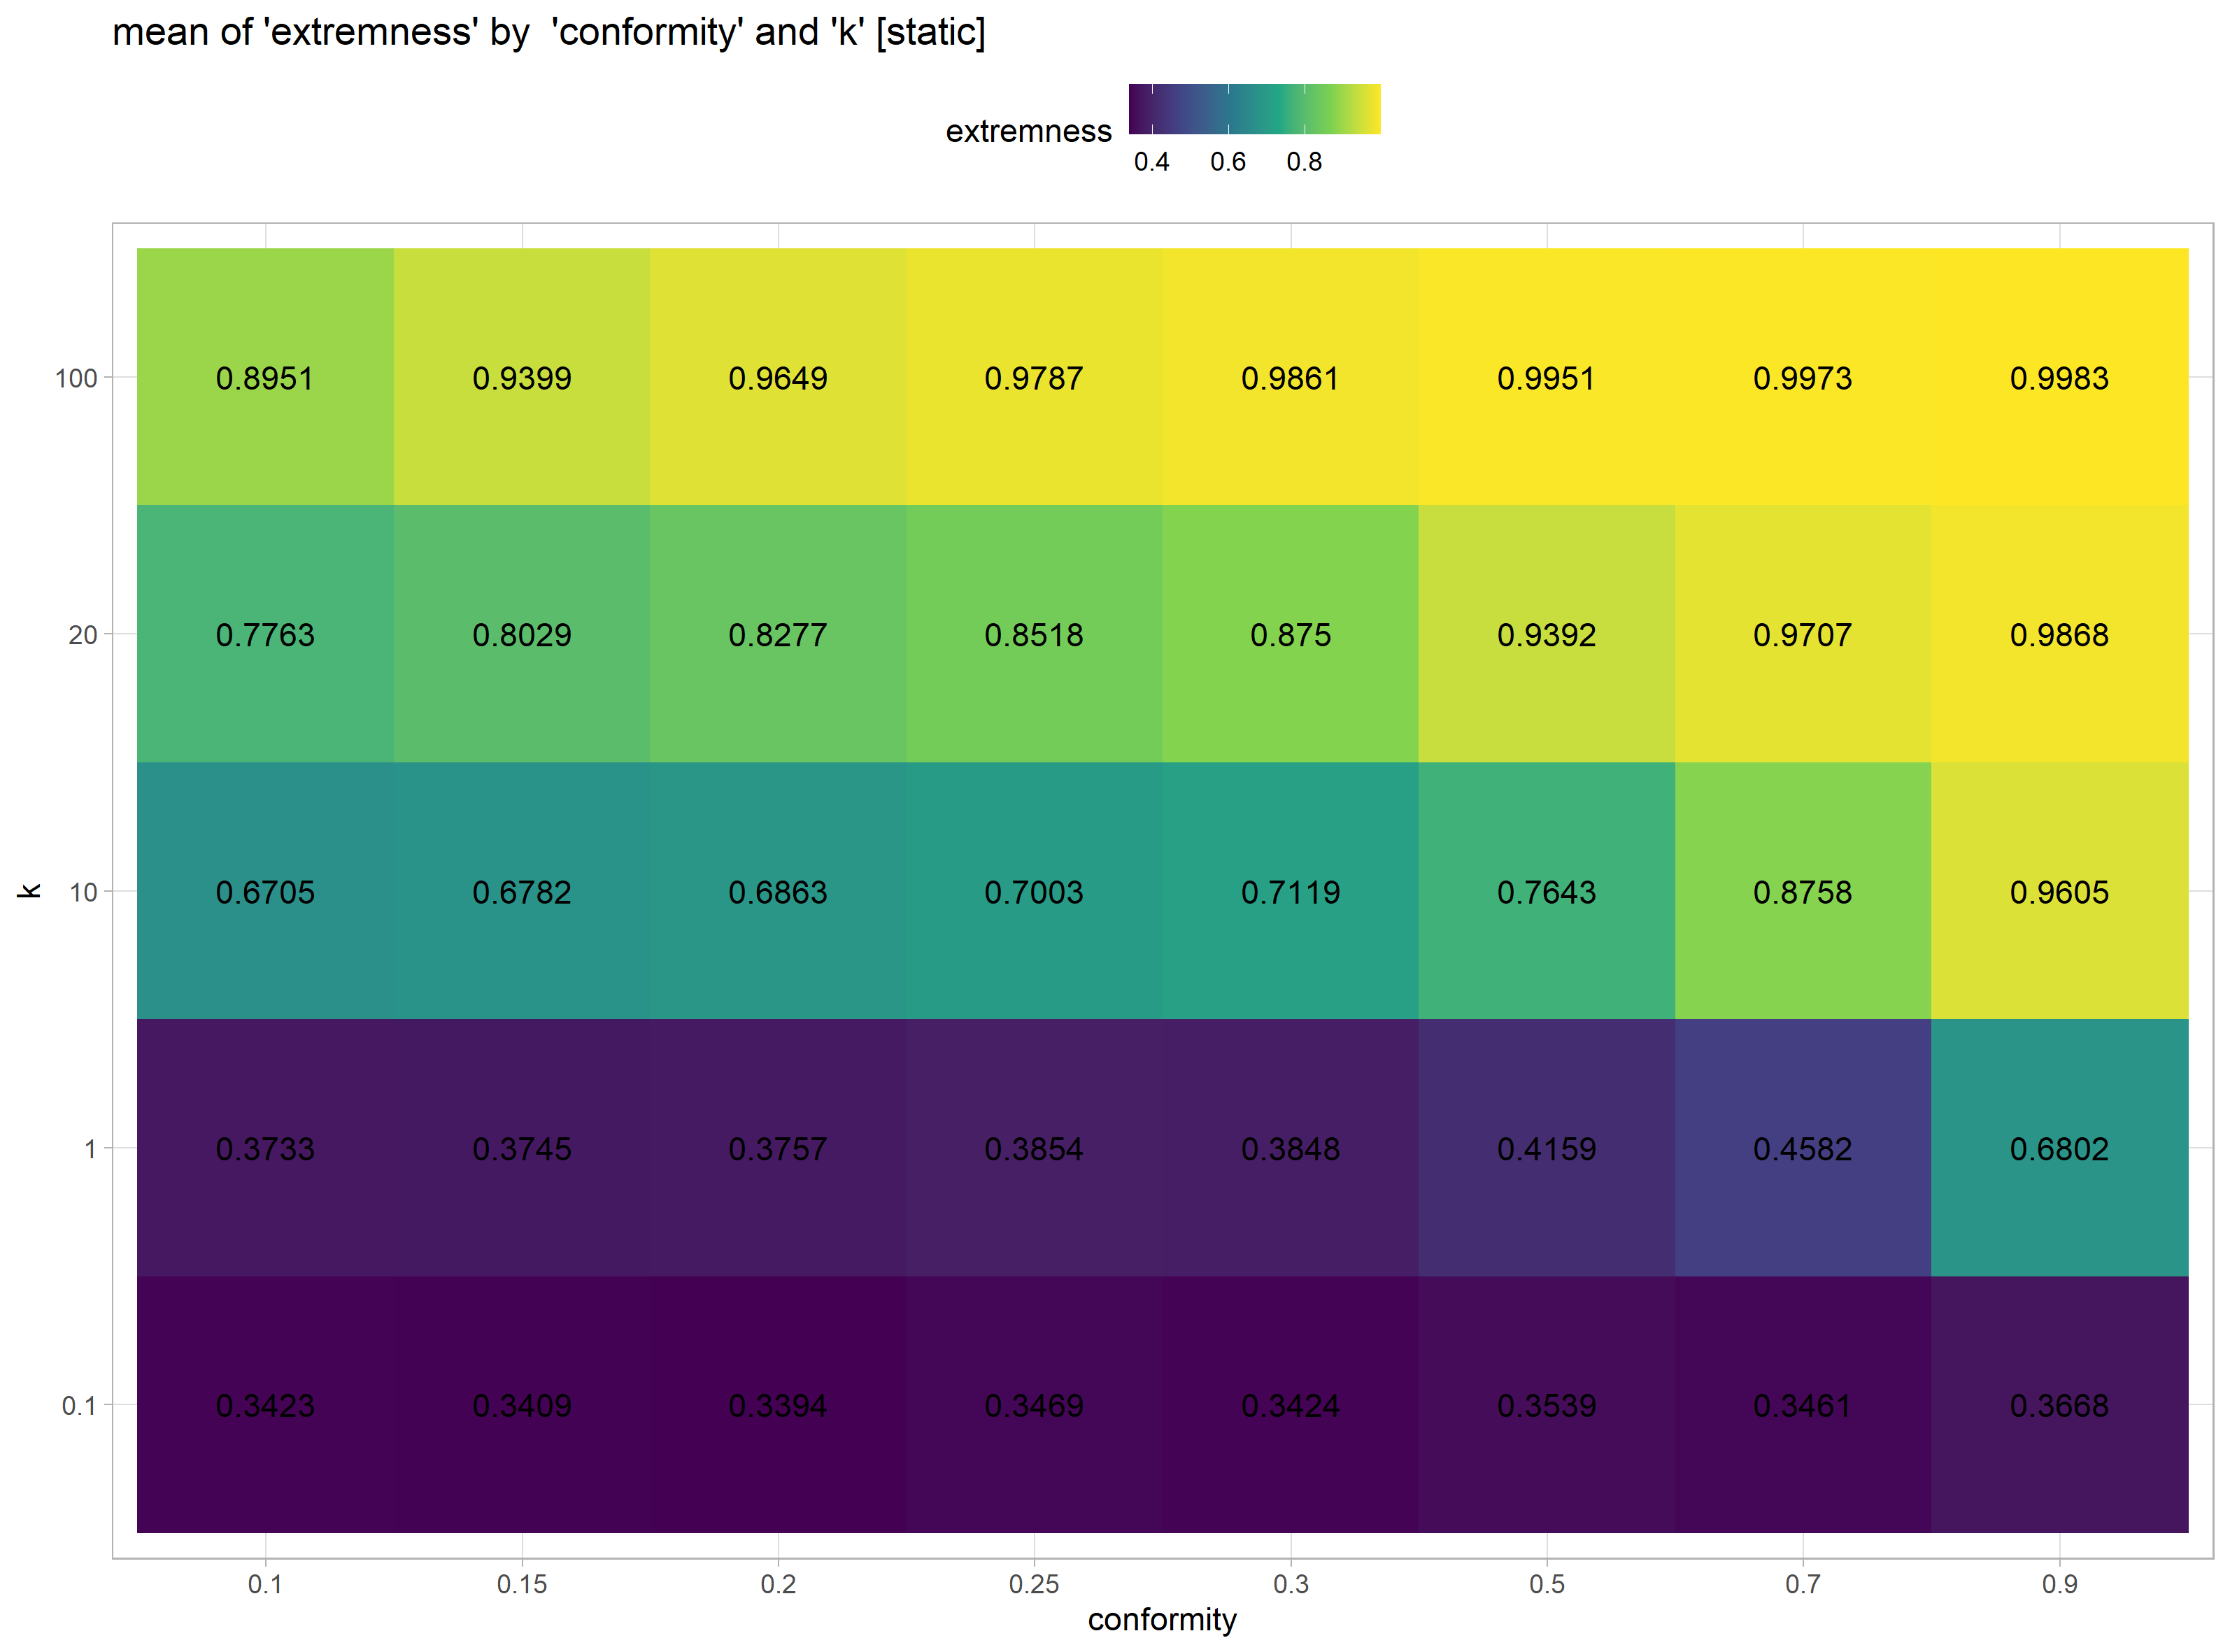 mean of 'extremness' by  'conformity' and 'k' [static]
extremness
0.4 0.6 0.8
100 0.8951 0.9399 0.9649 0.9787 0.9861 0.9951 0.9973 0.9983
20 0.7763 0.8029 0.8277 0.8518 0.875 0.9392 0.9707 0.9868
k
10 0.6705 0.6782 0.6863 0.7003 0.7119 0.7643 0.8758 0.9605
1 0.3733 0.3745 0.3757 0.3854 0.3848 0.4159 0.4582 0.6802
0.1 0.3423 0.3409 0.3394 0.3469 0.3424 0.3539 0.3461 0.3668
0.1 0.15 0.2 0.25 0.3 0.5 0.7 0.9
conformity